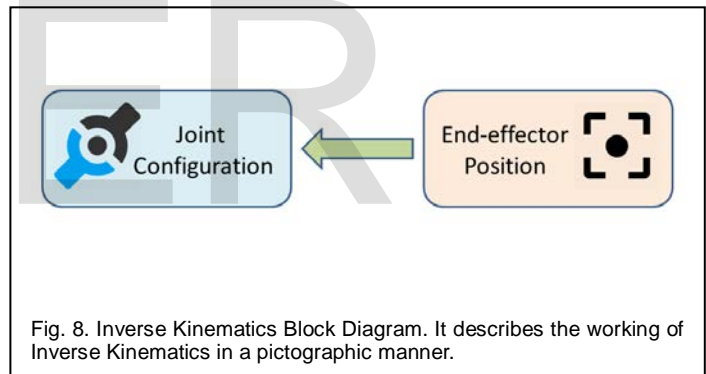 ER
Joint
Configuration
End-effector
Position
Fig. 8. Inverse Kinematics Block Diagram. It describes the working of
Inverse Kinematics in a pictographic manner.